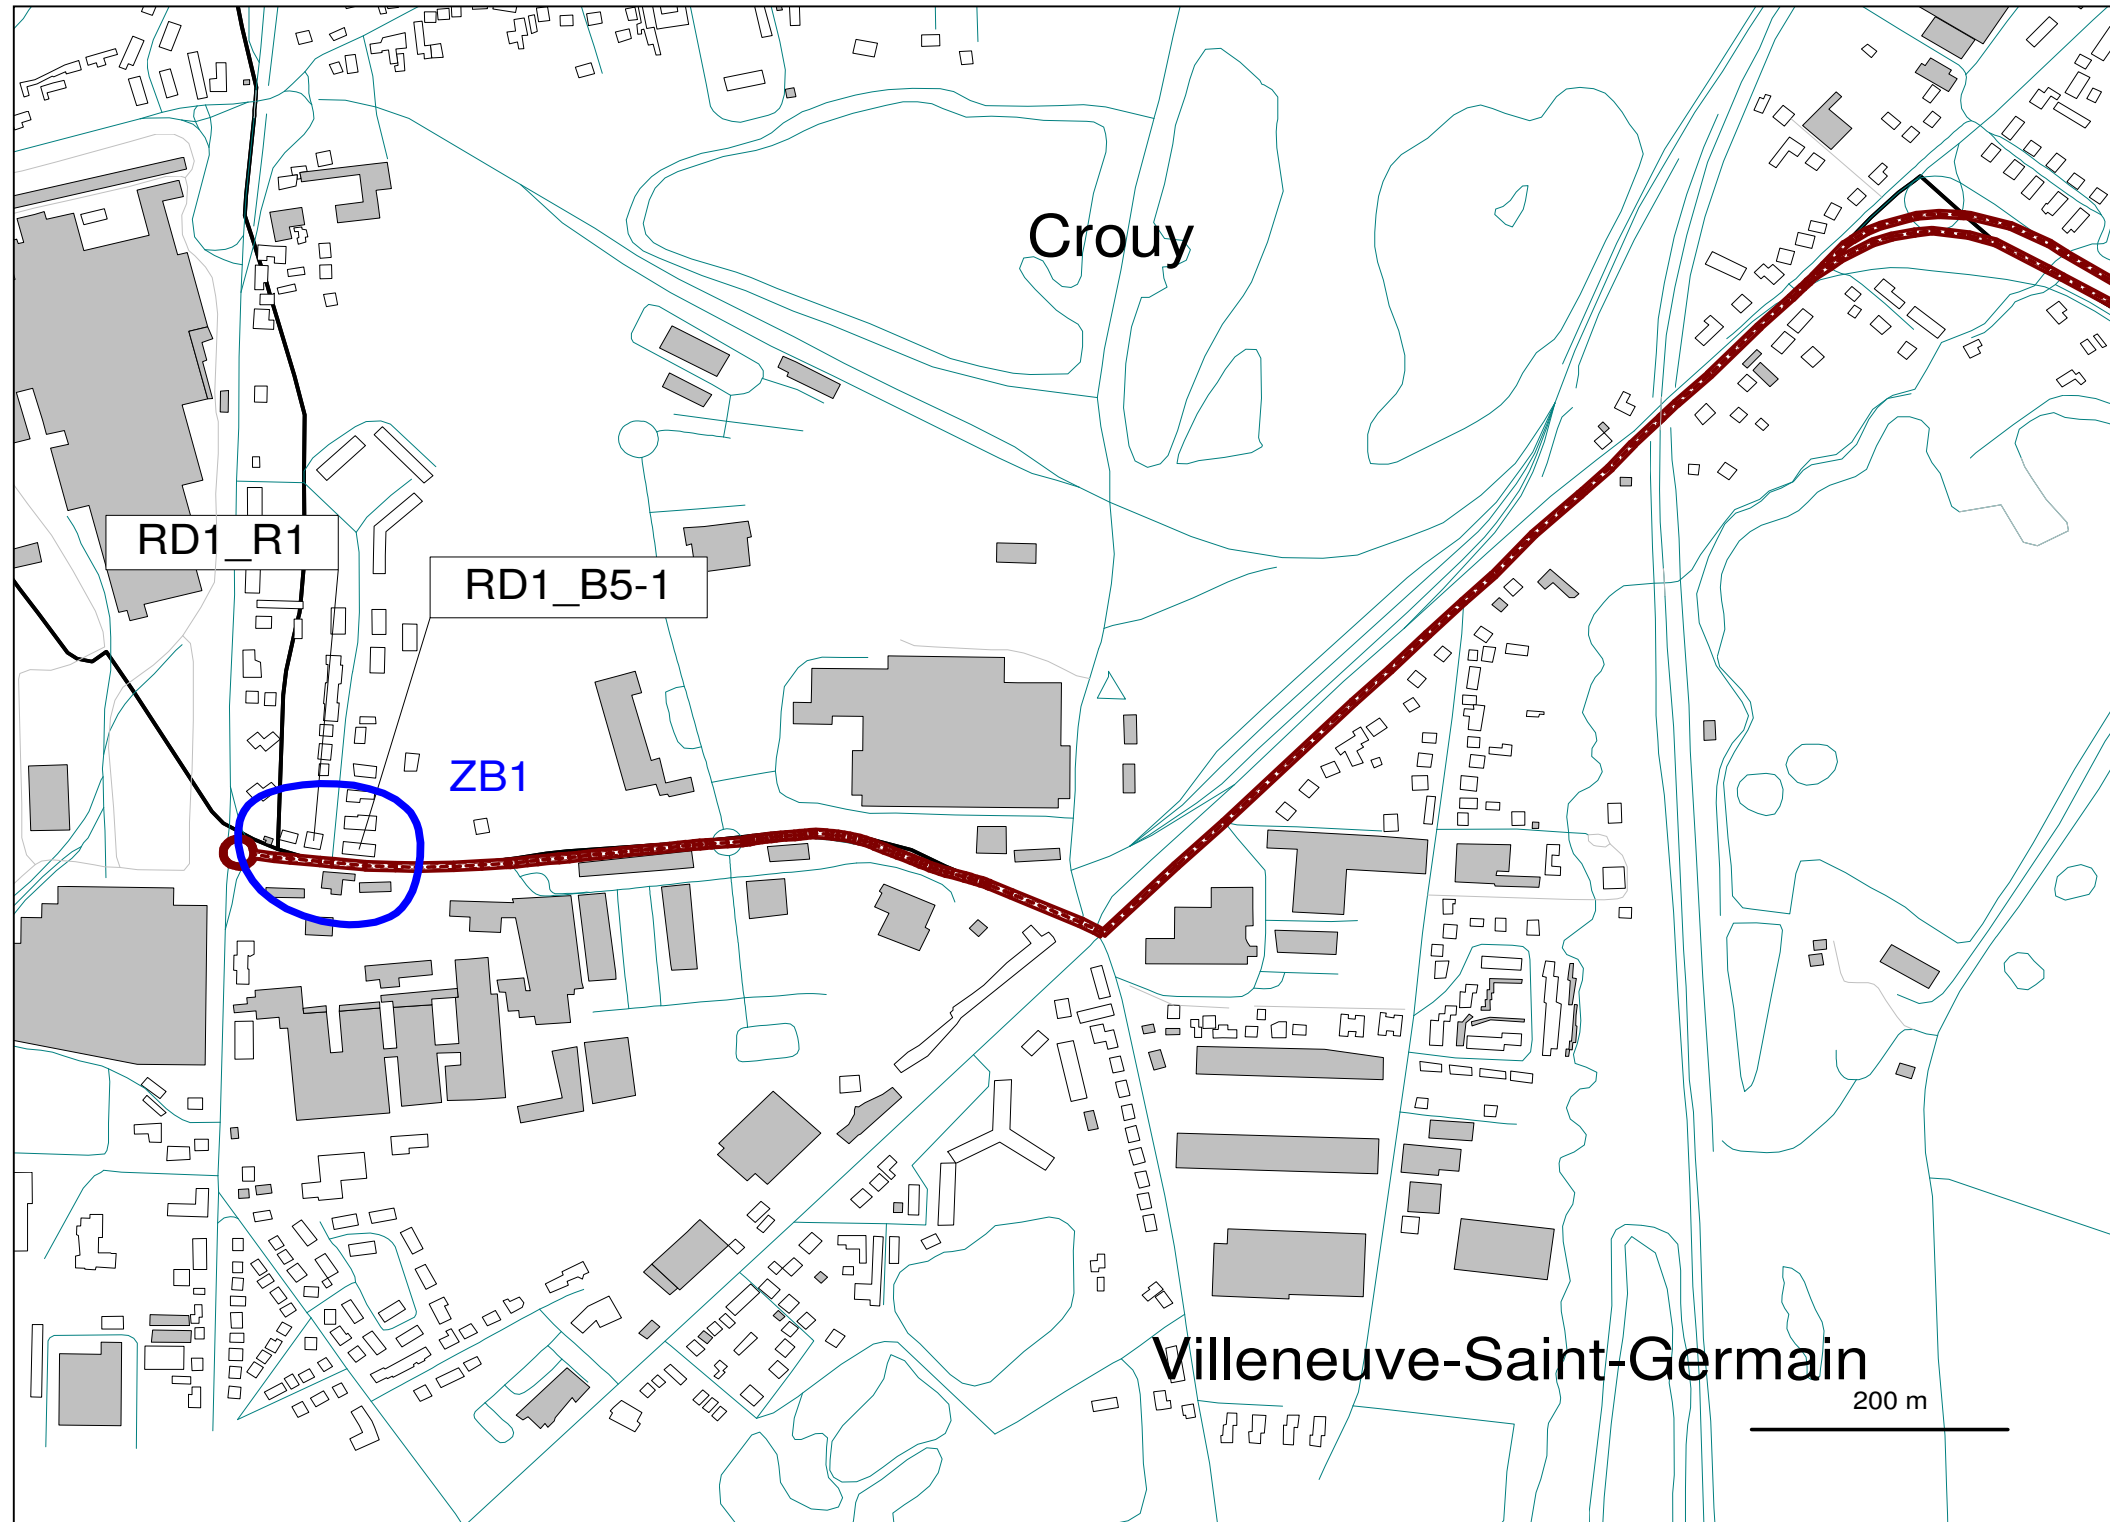 Crouy
RD1_R1
RD1_B5-1
ZB1
Villeneuve-Saint-Germain
200 m